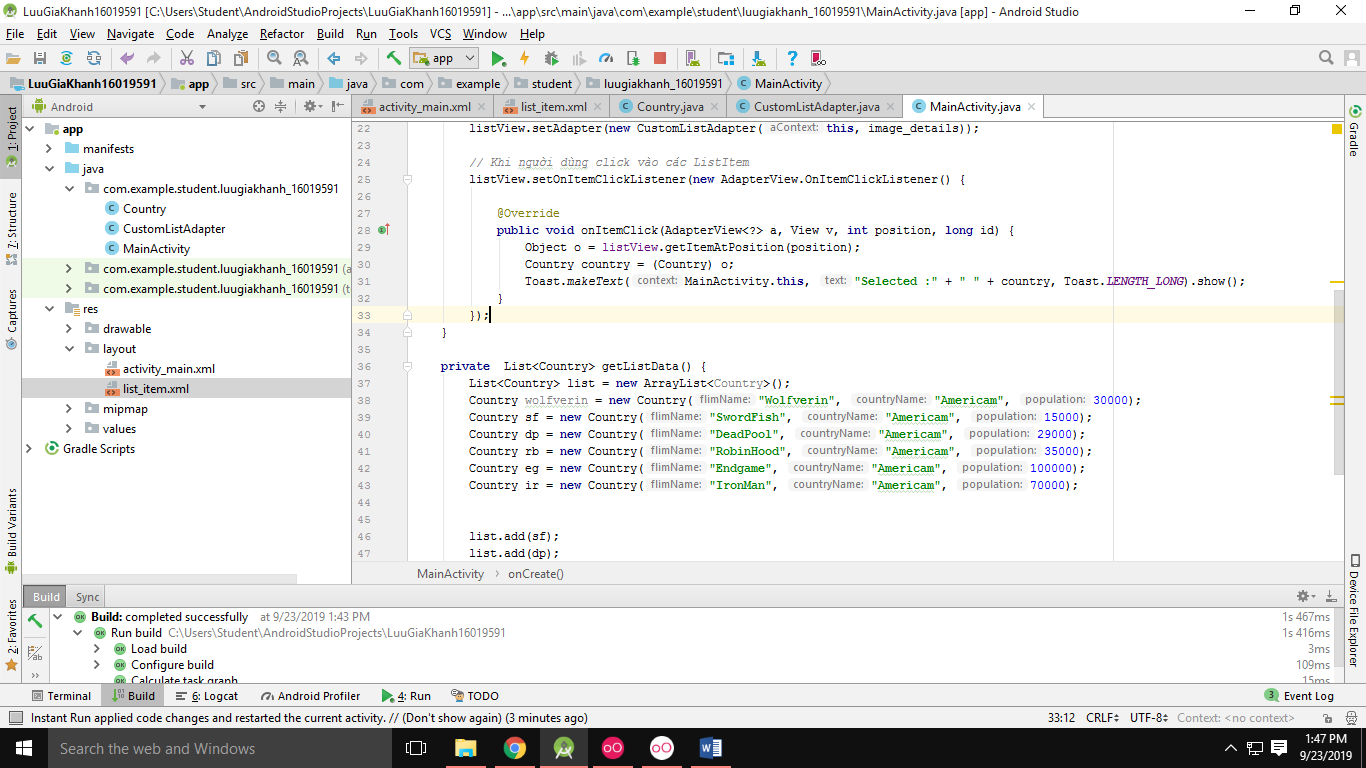 LuuGiaKhanh16019591 [C:\Users\Student\AndroidStudioProjects\LuuGiaKhanh16019591] - ...\app\src\main\java\com\example\student\luugiakhanh_16019591\MainActivity.java [app] - Android Studio
File Edit View Navigate Code Analyze Refactor Build Run Tools VCS Window Help
app
LuuGiaKhanh16019591 app src main java com example student luugiakhanh_16019591 MainActivity
Android
activity_main.xml list_item.xml Country.java CustomListAdapter.java MainActivity.java
1: Project
7: Structure
Captures
Build Variants
2: Favorites
app
manifests
java
com.example.student.luugiakhanh_16019591
Country
CustomListAdapter
MainActivity
com.example.student.luugiakhanh_16019591 (a
com.example.student.luugiakhanh_16019591 (t
res
drawable
layout
activity_main.xml
list_item.xml
mipmap
values
Gradle Scripts
22 listView.setAdapter(new CustomListAdapter( aContext: this, image_details));
23
24 // Khi người dùng click vào các ListItem
25 listView.setOnItemClickListener(new AdapterView.OnItemClickListener() {
26
27 @Override
28 public void onItemClick(AdapterView<?> a, View v, int position, long id) {
29 Object o = listView.getItemAtPosition(position);
30 Country country = (Country) o;
31 Toast.makeText( context: MainActivity.this, text: "Selected :" + " " + country, Toast.LENGTH_LONG).show();
32 }
33 });
34 }
35
36 private List<Country> getListData() {
37 List<Country> list = new ArrayList<Country>();
38 Country wolfverin = new Country( flimName: "Wolfverin", countryName: "Americam", population: 30000);
39 Country sf = new Country( flimName: "SwordFish", countryName: "Americam", population: 15000);
40 Country dp = new Country( flimName: "DeadPool", countryName: "Americam", population: 29000);
41 Country rb = new Country( flimName: "RobinHood", countryName: "Americam", population: 35000);
42 Country eg = new Country( flimName: "Endgame", countryName: "Americam", population: 100000);
43 Country ir = new Country( flimName: "IronMan", countryName: "Americam", population: 70000);
44
45
46 list.add(sf);
47 list.add(dp);
MainActivity › onCreate()
Gradle
Device File Explorer
Build Sync
Build: completed successfully at 9/23/2019 1:43 PM 1s 467ms
Run build C:\Users\Student\AndroidStudioProjects\LuuGiaKhanh16019591 1s 416ms
Load build 3ms
Configure build 109ms
Calculate task graph 15ms
Terminal Build 6: Logcat Android Profiler 4: Run TODO 3 Event Log
Instant Run applied code changes and restarted the current activity. // (Don't show again) (3 minutes ago) 33:12 CRLF UTF-8 Context: <no context>
Search the web and Windows
1:47 PM
9/23/2019